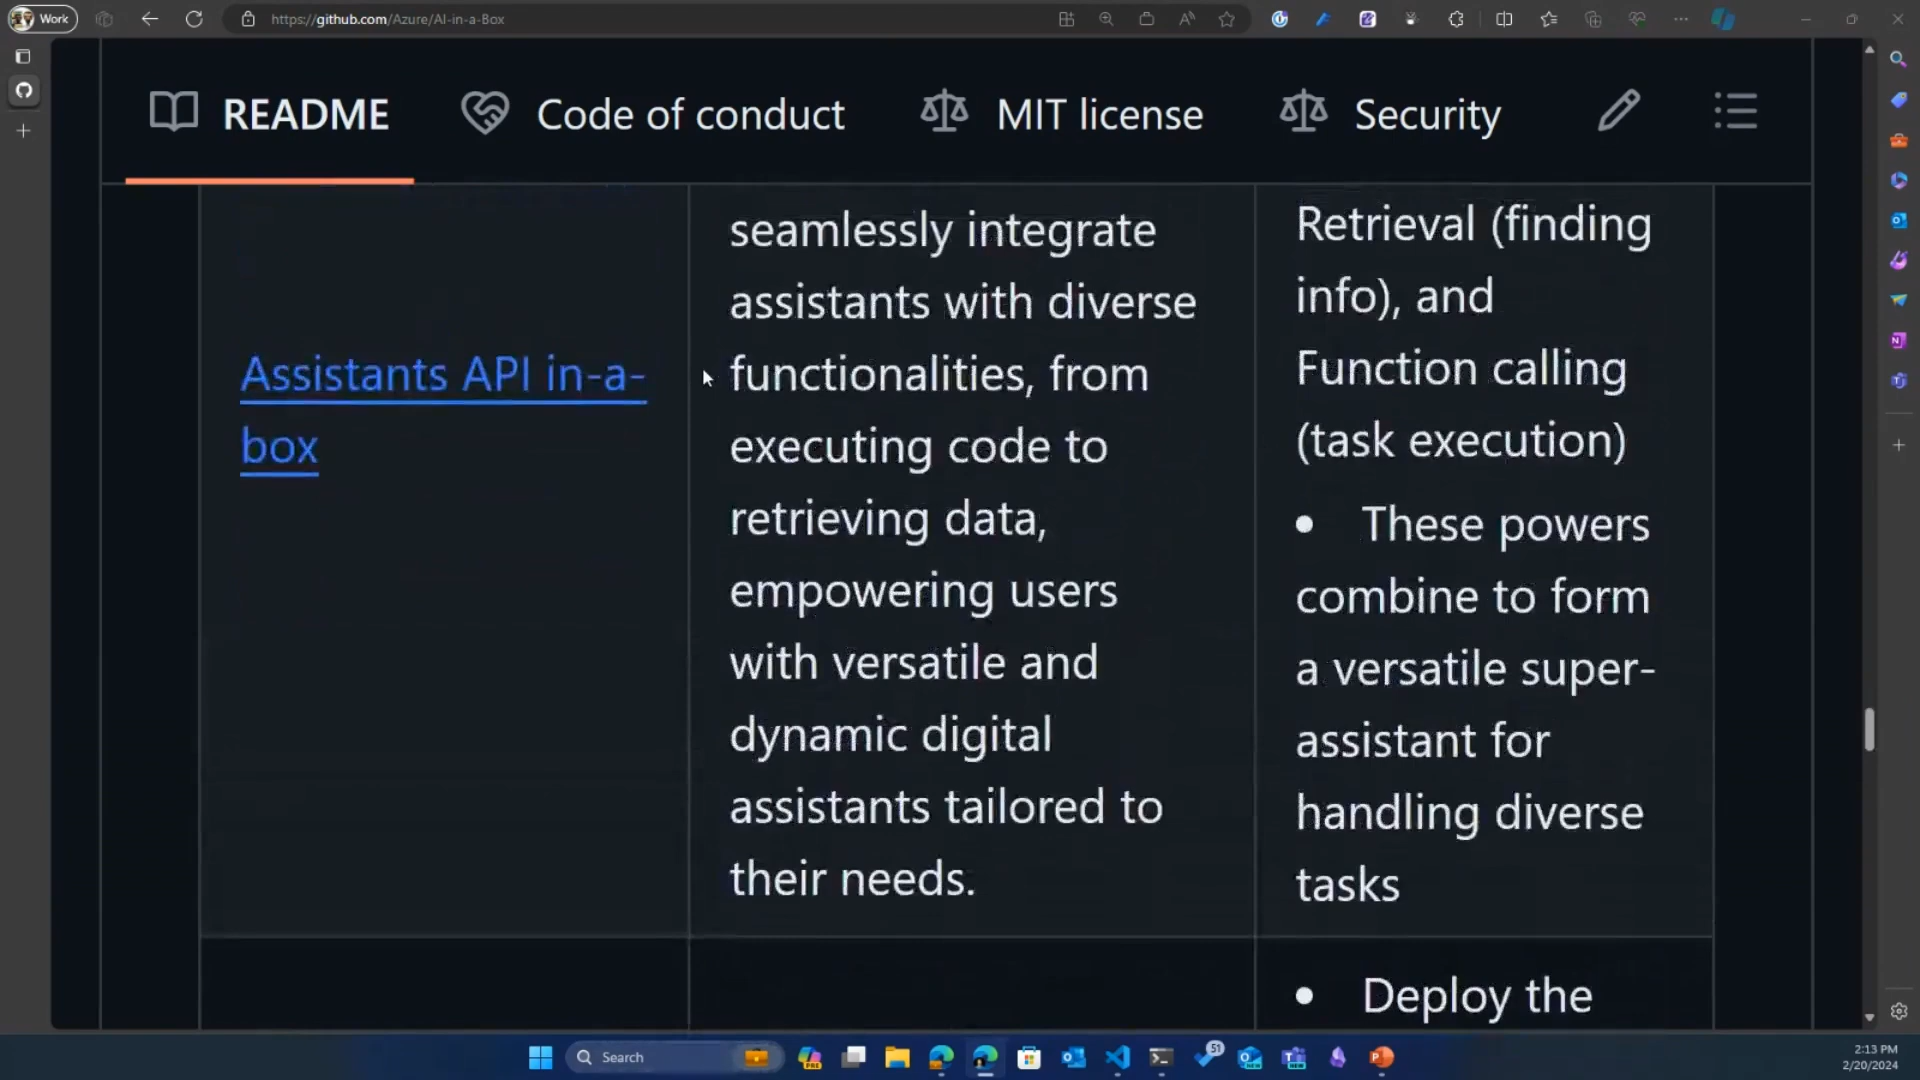 Work
https://github.com/Azure/AI-in-a-Box
README
Code of conduct
MIT license
Security
Assistants API in-a-
box
seamlessly integrate
assistants with diverse
functionalities, from
executing code to
retrieving data,
empowering users
with versatile and
dynamic digital
assistants tailored to
their needs.
Retrieval (finding
info), and
Function calling
(task execution)
• These powers
combine to form
a versatile super-
assistant for
handling diverse
tasks
• Deploy the
Search
51
2:13 PM
2/20/2024